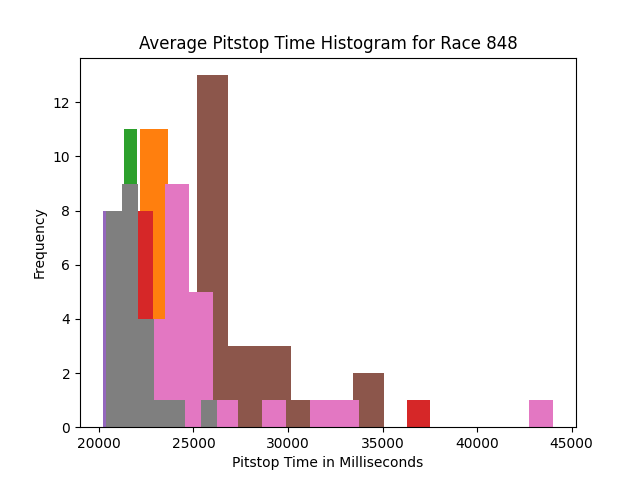 Average Pitstop Time Histogram for Race 848
12
10
8
6
4
2
0
Frequency
20000 25000 30000 35000 40000 45000
Pitstop Time in Milliseconds